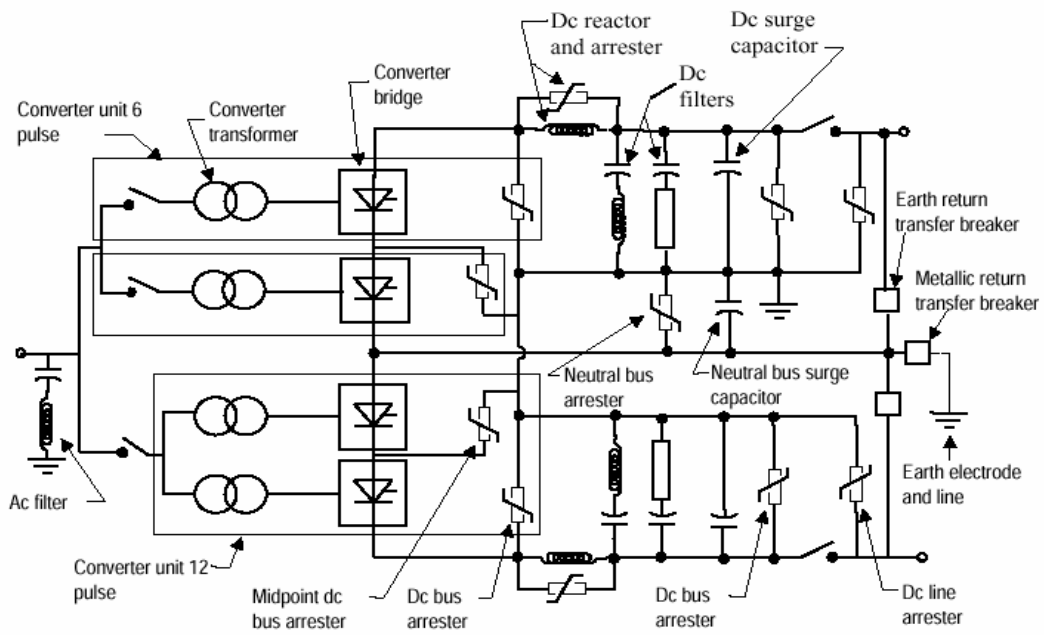 Dc reactor
and arrester
Dc surge
capacitor
Converter
bridge
Dc
filters
Converter unit 6
pulse
Converter
transformer
Earth return
transfer breaker
Metallic return
transfer breaker
Neutral bus
arrester
Neutral bus surge
capacitor
Ac filter
Earth electrode
and line
Converter unit 12
pulse
Midpoint dc
bus arrester
Dc bus
arrester
Dc bus
arrester
Dc line
arrester